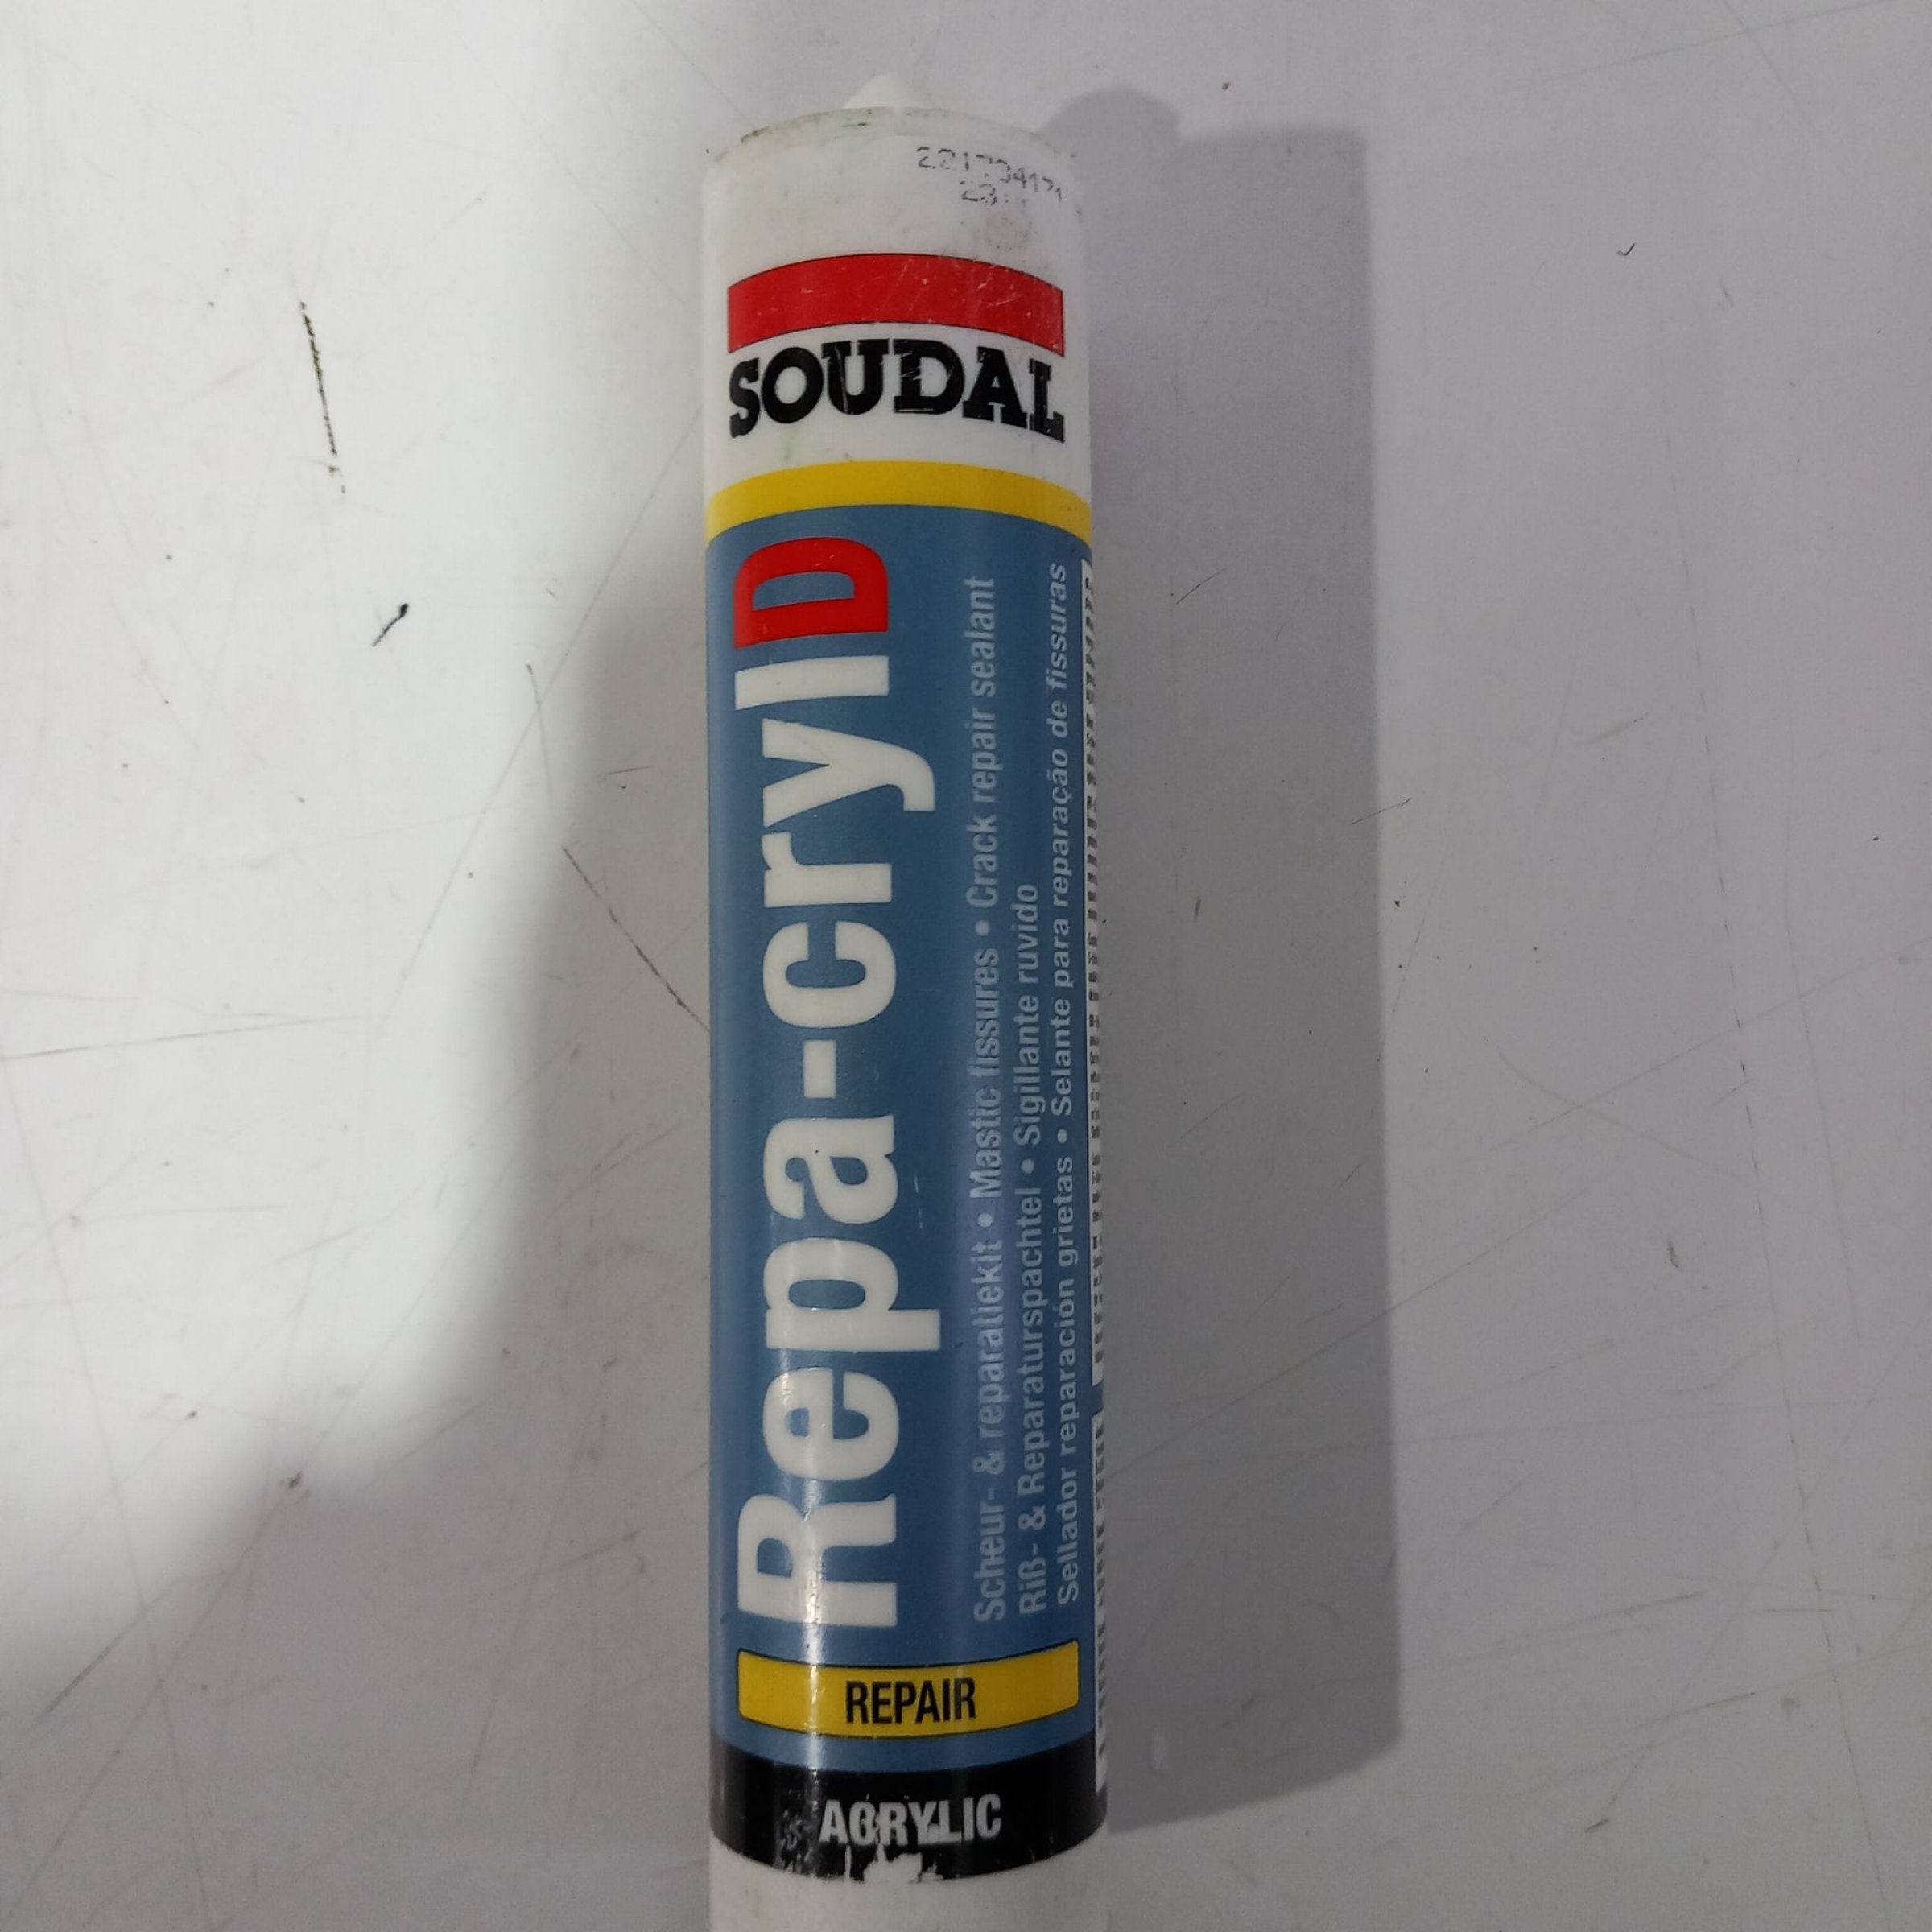 SOUDAL
Repa-crylD
Scheur- & reparatiekit • Mastic fissures • Crack repair sealant
Riß- & Reparaturspachtel • Sigillante ruvido
Sellador reparación grietas • Selante para reparação de fissuras
REPAIR
ACRYLIC